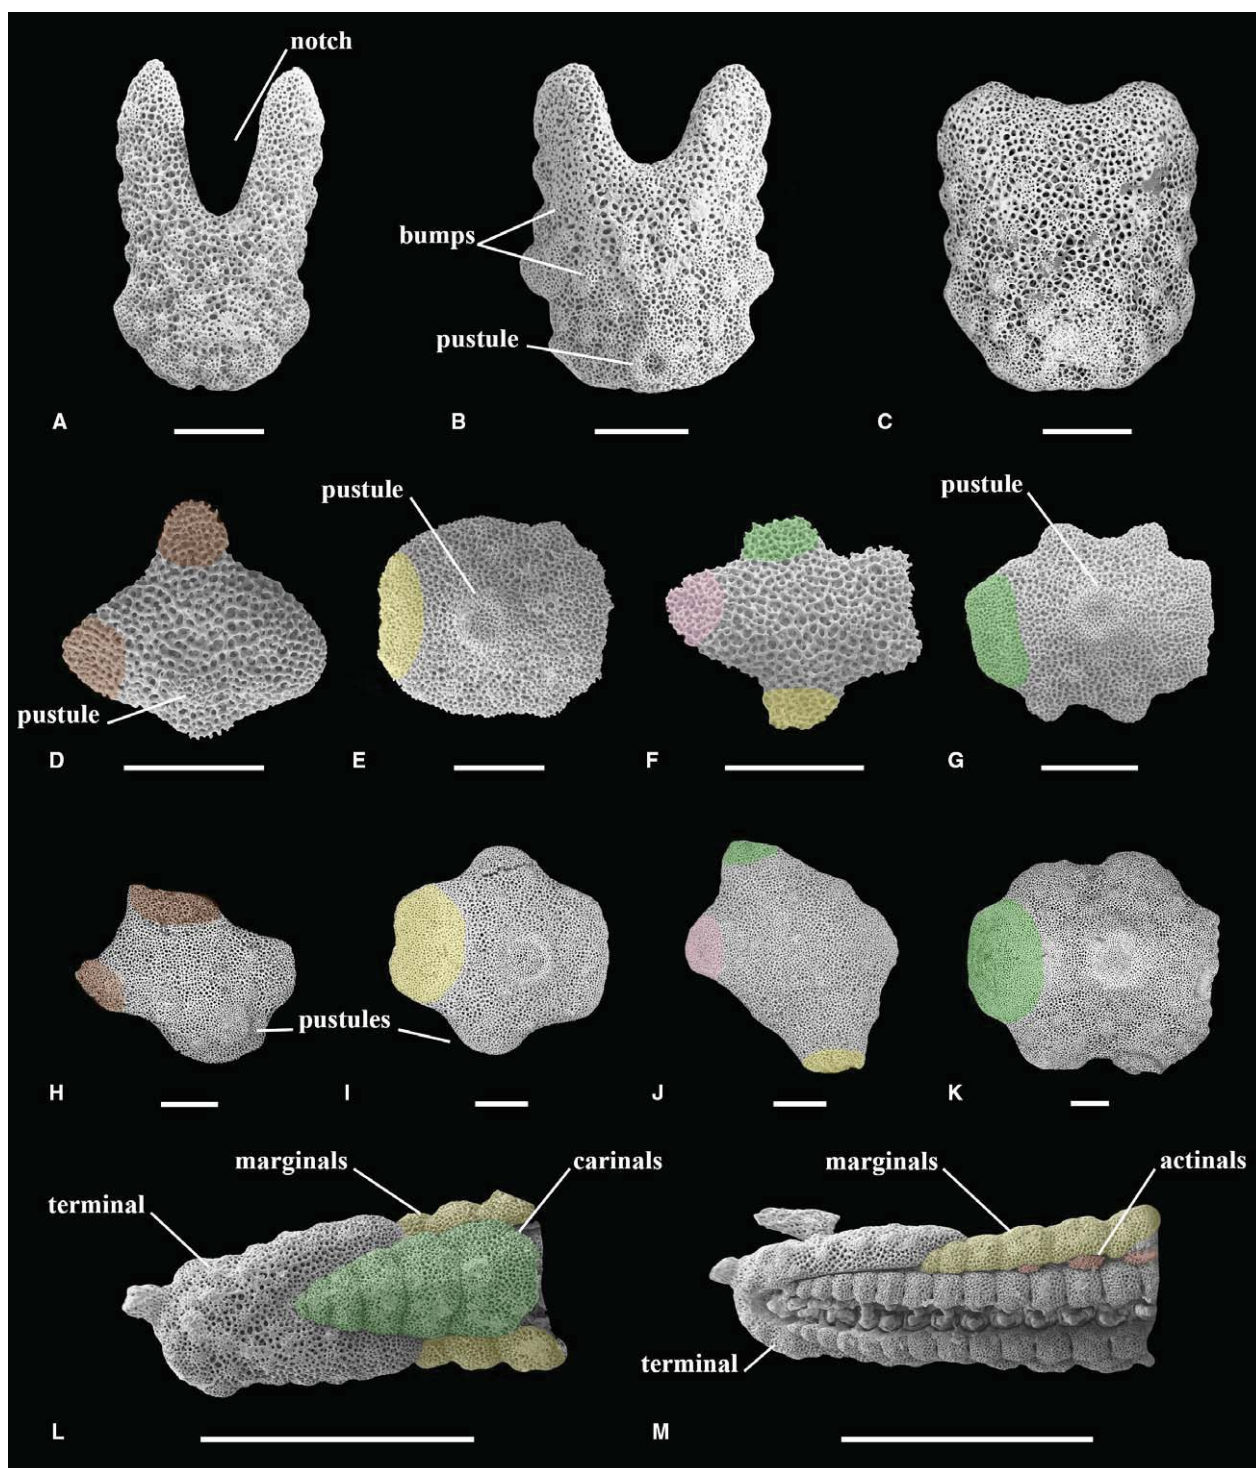 notch
bumps
pustule
A
B
C
pustule
pustule
pustule
D
E
F
G
pustules
H
I
J
K
marginals
carinals
marginals
actinals
terminal
terminal
L
M